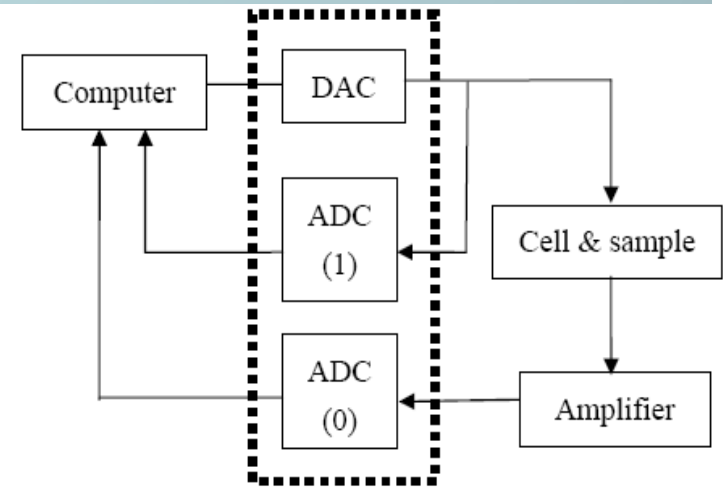 Computer
DAC
ADC
(1)
Cell & sample
ADC
(0)
Amplifier